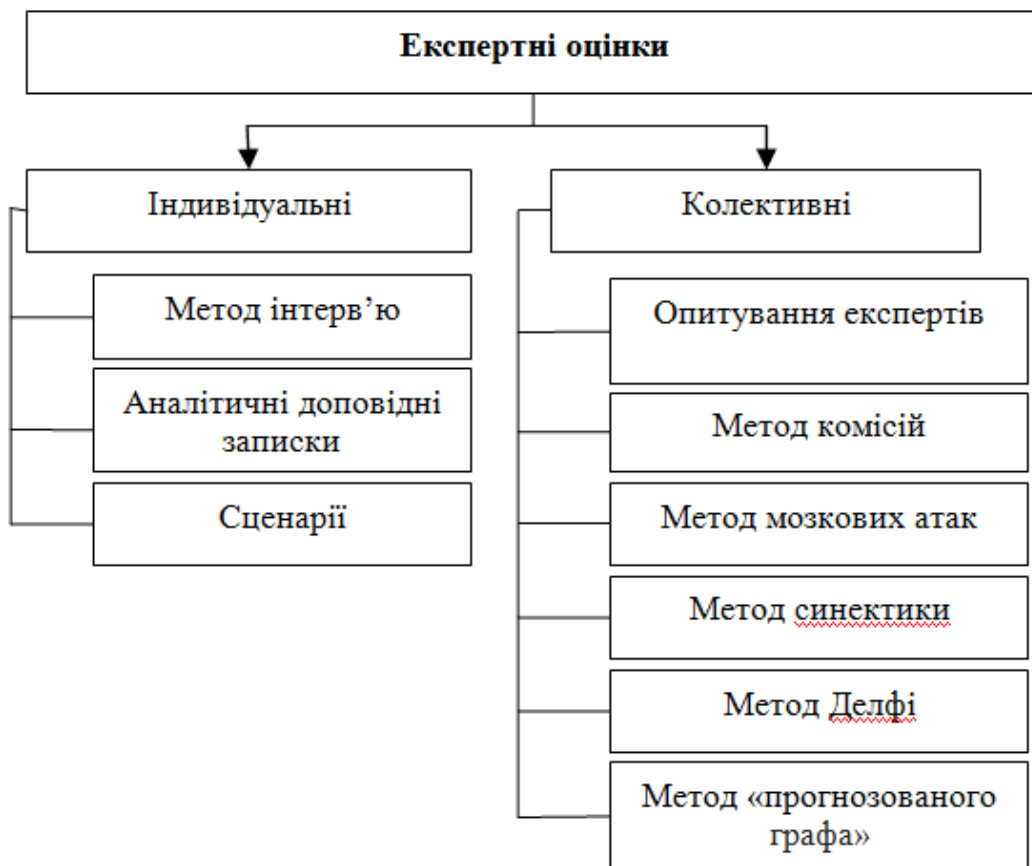 Експертні оцінки
Індивідуальні
Метод інтерв’ю
Аналітичні доповідні
записки
Сценарії
Колективні
Опитування експертів
Метод комісій
Метод мозкових атак
Метод синектики
Метод Делфі
Метод «прогнозованого
графа»